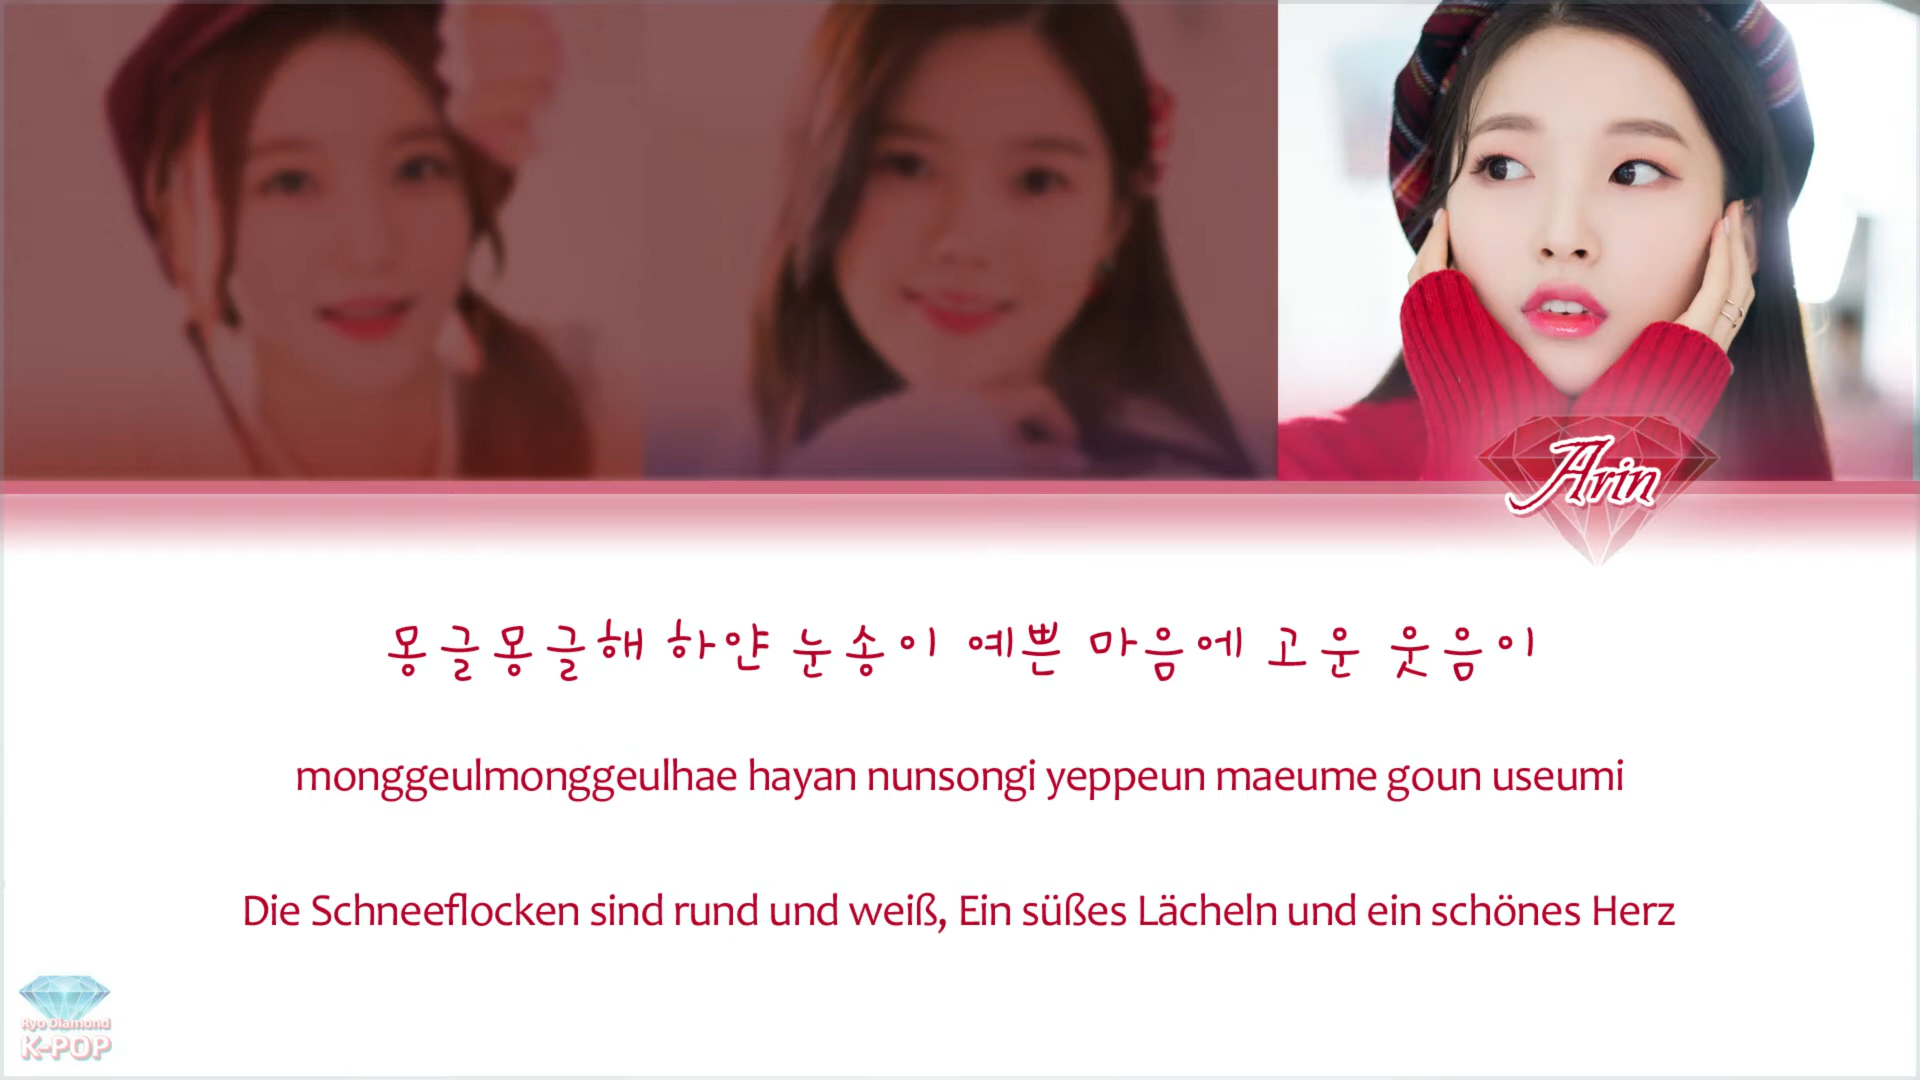 Arin
몽글몽글해 하얀 눈송이 예쁜 마음에 고운 웃음이
monggeulmonggeulhae hayan nunsongi yeppeun maeume goun useumi
Die Schneeflocken sind rund und weiß, Ein süßes Lächeln und ein schönes Herz
Ryo Diamond
K-POP